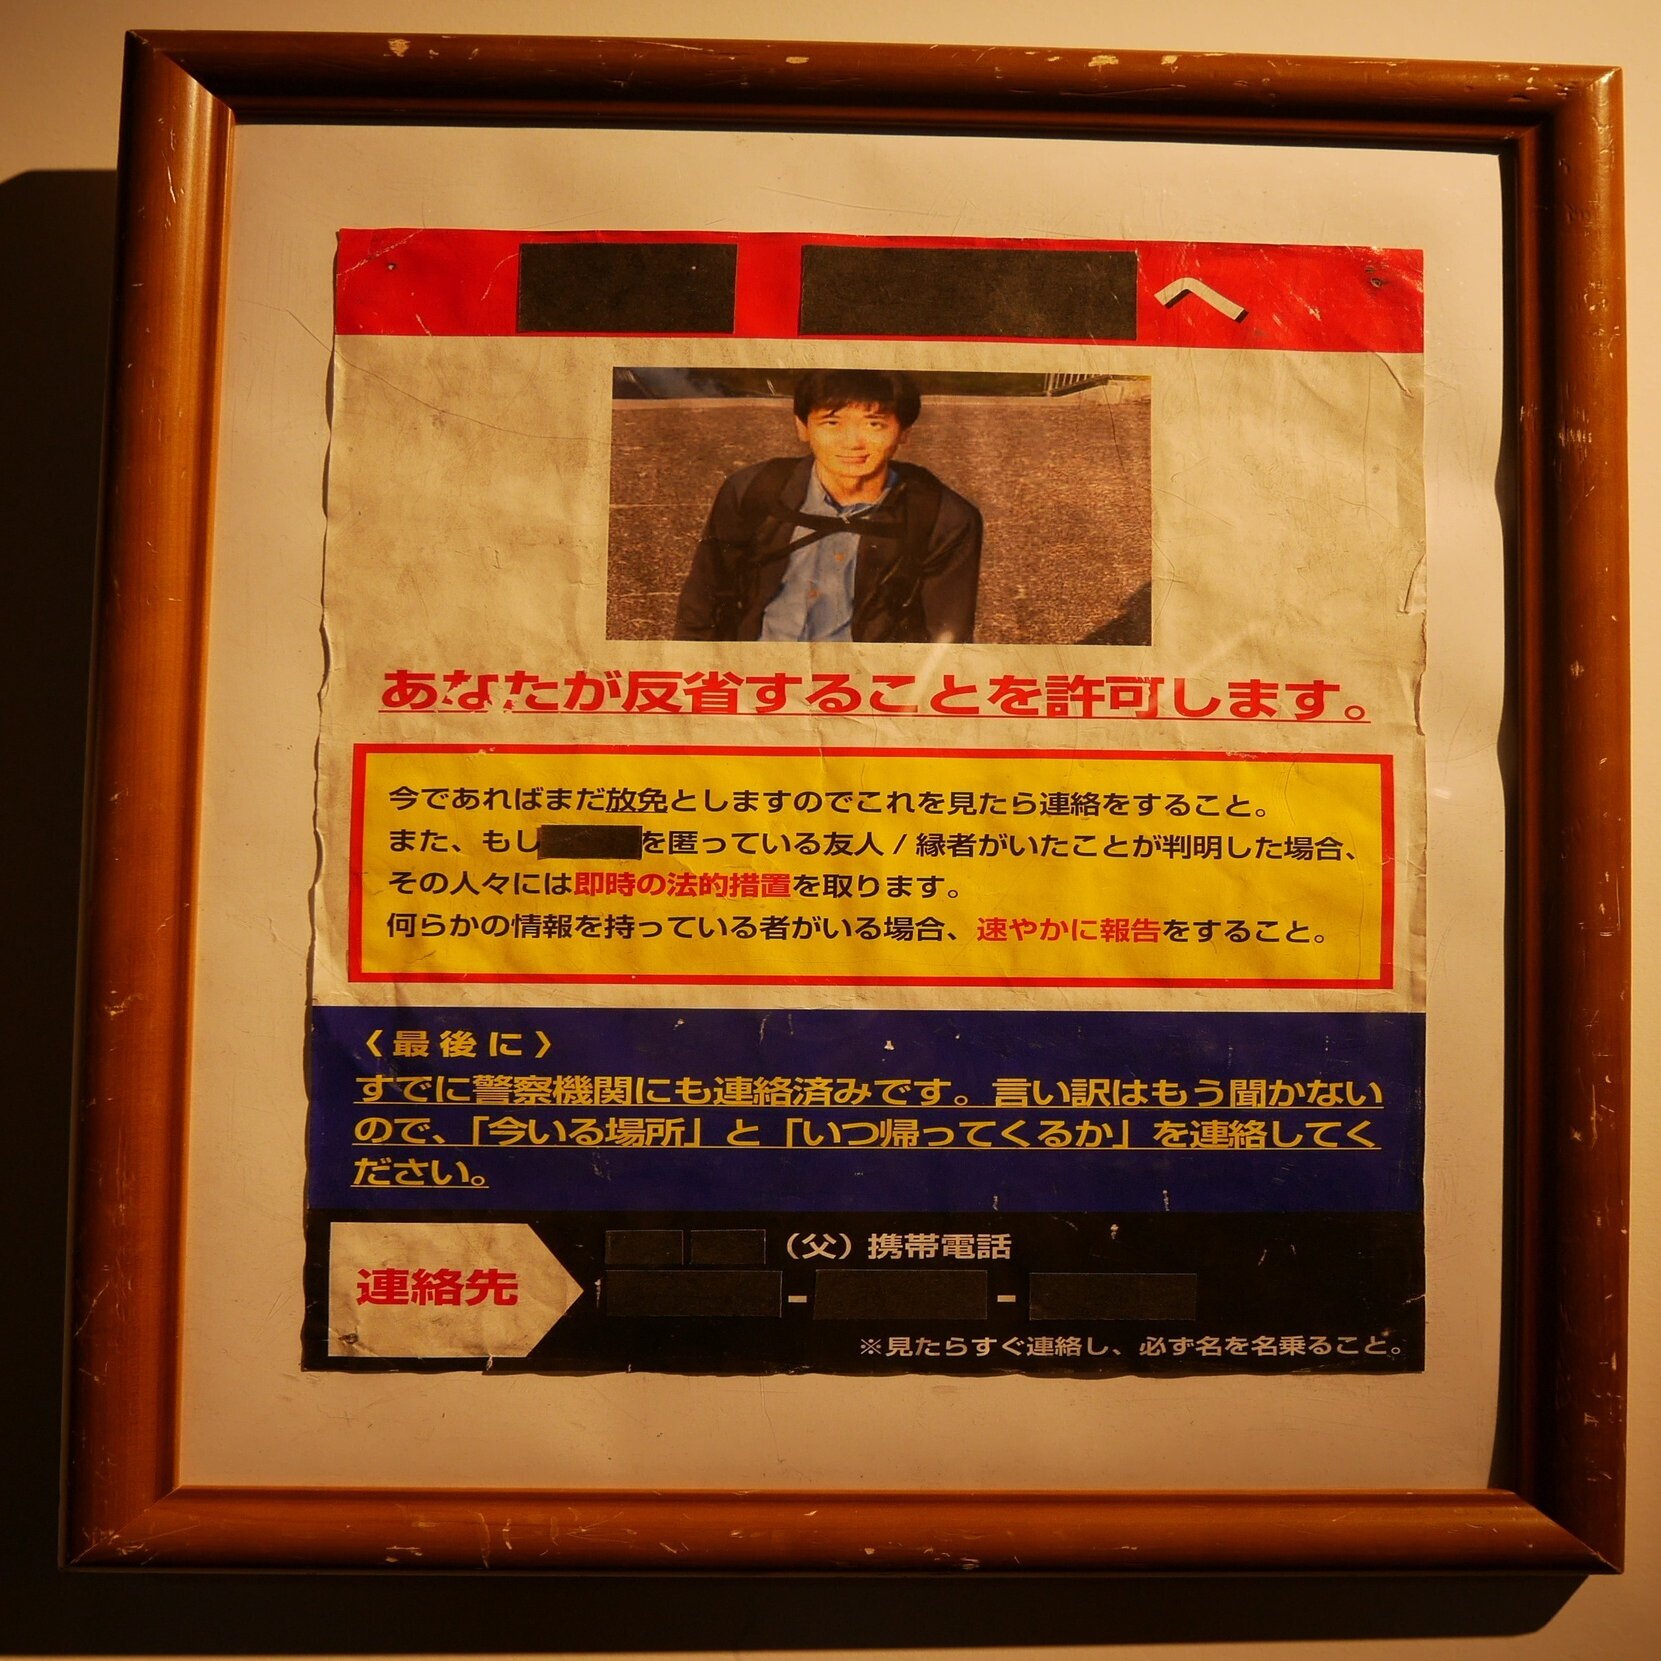 へ
あなたが反省することを許可します。
今であればまだ放免としますのでこれを見たら連絡をすること。
また、もし を匿っている友人 / 縁者がいたことが判明した場合、
その人々には即時の法的措置を取ります。
何らかの情報を持っている者がいる場合、速やかに報告をすること。
〈最後に〉
すでに警察機関にも連絡済みです。言い訳はもう聞かない
ので、「今いる場所」と「いつ帰ってくるか」を連絡してく
ださい。
(父) 携帯電話
連絡先
- -
※見たらすぐ連絡し、必ず名を名乗ること。